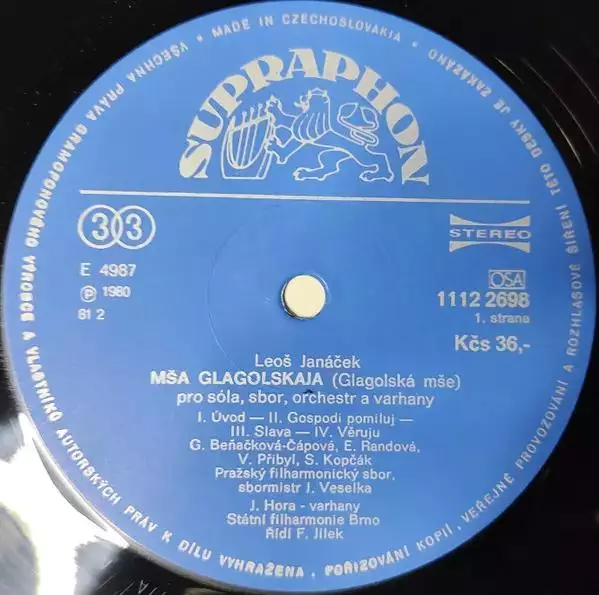 • MADE IN CZECHOSLOVAKIA •
VŠECHNA PRÁVA GRAMOFONOVÉHO VÝROBCE A VLASTNÍKŮ AUTORSKÝCH PRÁV K DÍLU VYHRAŽENA. POŘIZOVÁNÍ KOPIÍ, VEŘEJNÉ PROVOZOVÁNÍ A ROZHLASOVÉ ŠÍŘENÍ TÉTO DESKY JE ZAKÁZÁNO
SUPRAPHON
33
STEREO
E 4987
Ⓟ 1980
81 2
OSA
1112 2698
1. strana
Kčs 36,-
Leoš Janáček
MŠA GLAGOLSKAJA (Glagolská mše)
pro sóla, sbor, orchestr a varhany
I. Úvod — II. Gospodi pomiluj —
III. Slava — IV. Věruju
G. Beňačková-Čápová, E. Randová,
V. Přibyl, S. Kopčák
Pražský filharmonický sbor,
sbormistr J. Veselka
J. Hora - varhany
Státní filharmonie Brno
Řídí F. Jílek